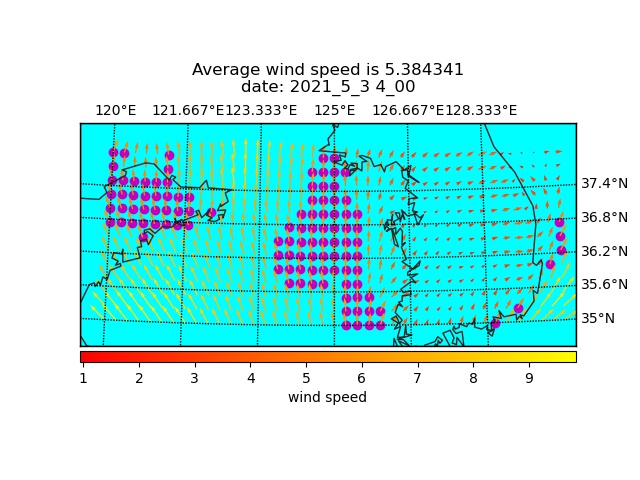 Average wind speed is 5.384341
date: 2021_5_3 4_00
120°E 121.667°E 123.333°E 125°E 126.667°E 128.333°E
37.4°N
36.8°N
36.2°N
35.6°N
35°N
1 2 3 4 5 6 7 8 9
wind speed